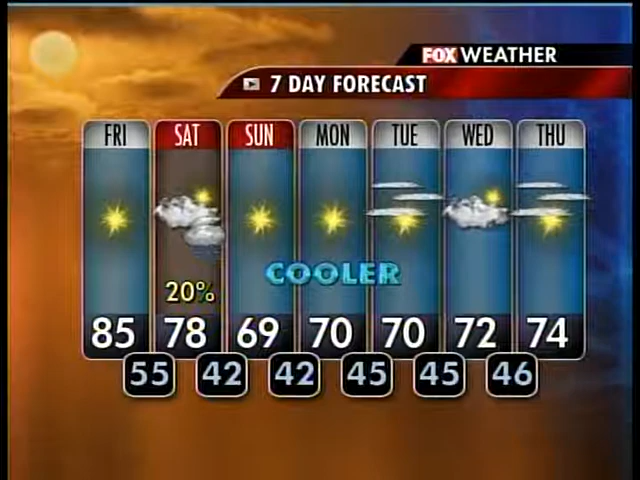 FOX WEATHER
7 DAY FORECAST
FRI SAT SUN MON TUE WED THU
COOLER
20%
85 78 69 70 70 72 74
55 42 42 45 45 46